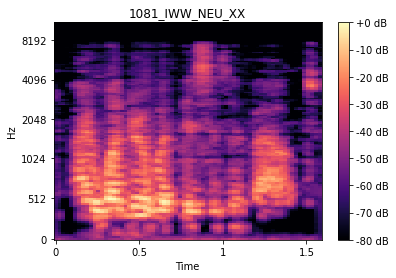 1081_IWW_NEU_XX
+0 dB
8192
-10 dB
4096
-20 dB
-30 dB
2048
Hz
-40 dB
1024
-50 dB
512
-60 dB
-70 dB
0
-80 dB
0
0.5
1
1.5
Time